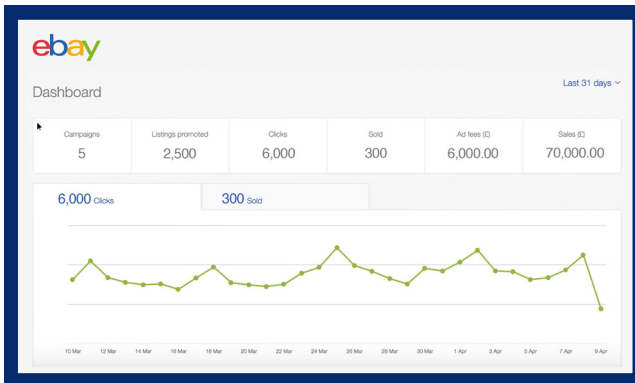 ebay
Dashboard
Last 31 days
Campaigns
5
Listings promoted
2,500
Clicks
6,000
Sold
300
Ad fees (£)
6,000.00
Sales (£)
70,000.00
6,000 Clicks
300 Sold
10 Mar 12 Mar 14 Mar 16 Mar 18 Mar 20 Mar 22 Mar 24 Mar 26 Mar 28 Mar 30 Mar 1 Apr 3 Apr 5 Apr 7 Apr 9 Apr